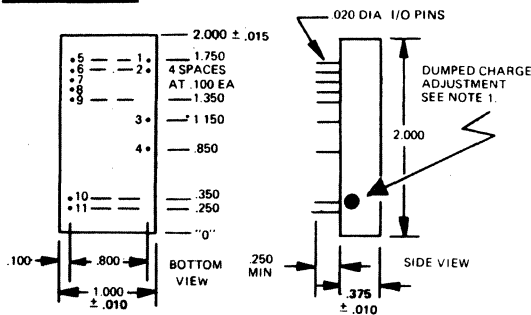 2.000 ± .015
5 1 1.750
6 2 4 SPACES
7 AT .100 EA
8
9 1.350
3 1 150
4 .850
10 .350
11 .250
"0"
.100 .800 BOTTOM
VIEW
1.000
± .010
.020 DIA I/O PINS
DUMPED CHARGE
ADJUSTMENT
SEE NOTE 1.
2.000
.250
MIN
SIDE VIEW
.375
± .010